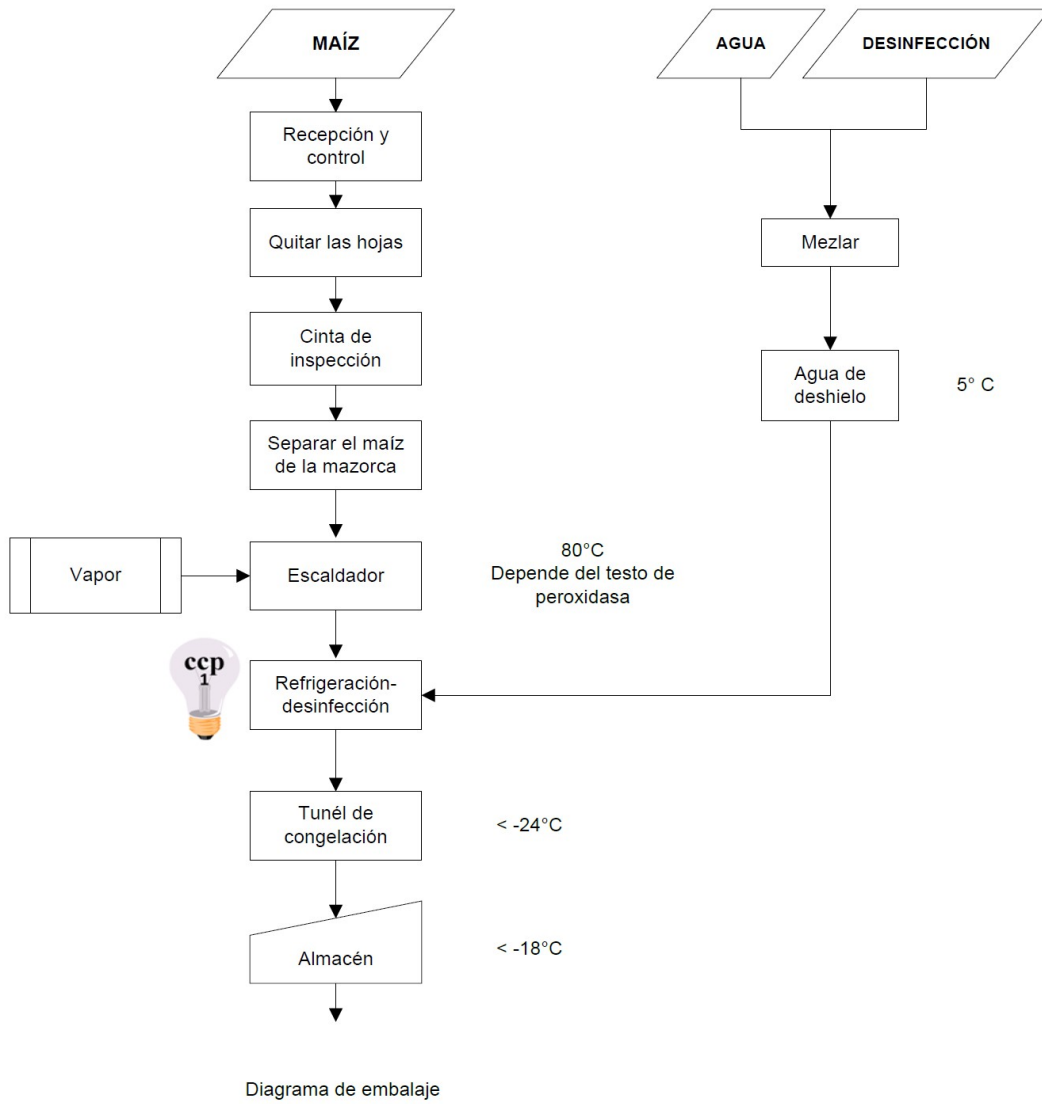 MAÍZ
AGUA
DESINFECCIÓN
Recepción y
control
Quitar las hojas
Mezlar
Cinta de
inspección
Agua de
deshielo
5° C
Separar el maíz
de la mazorca
Vapor
Escaldador
80°C
Depende del testo de
peroxidasa
ccp
1
Refrigeración-
desinfección
Tunél de
congelación
< -24°C
Almacén
< -18°C
Diagrama de embalaje